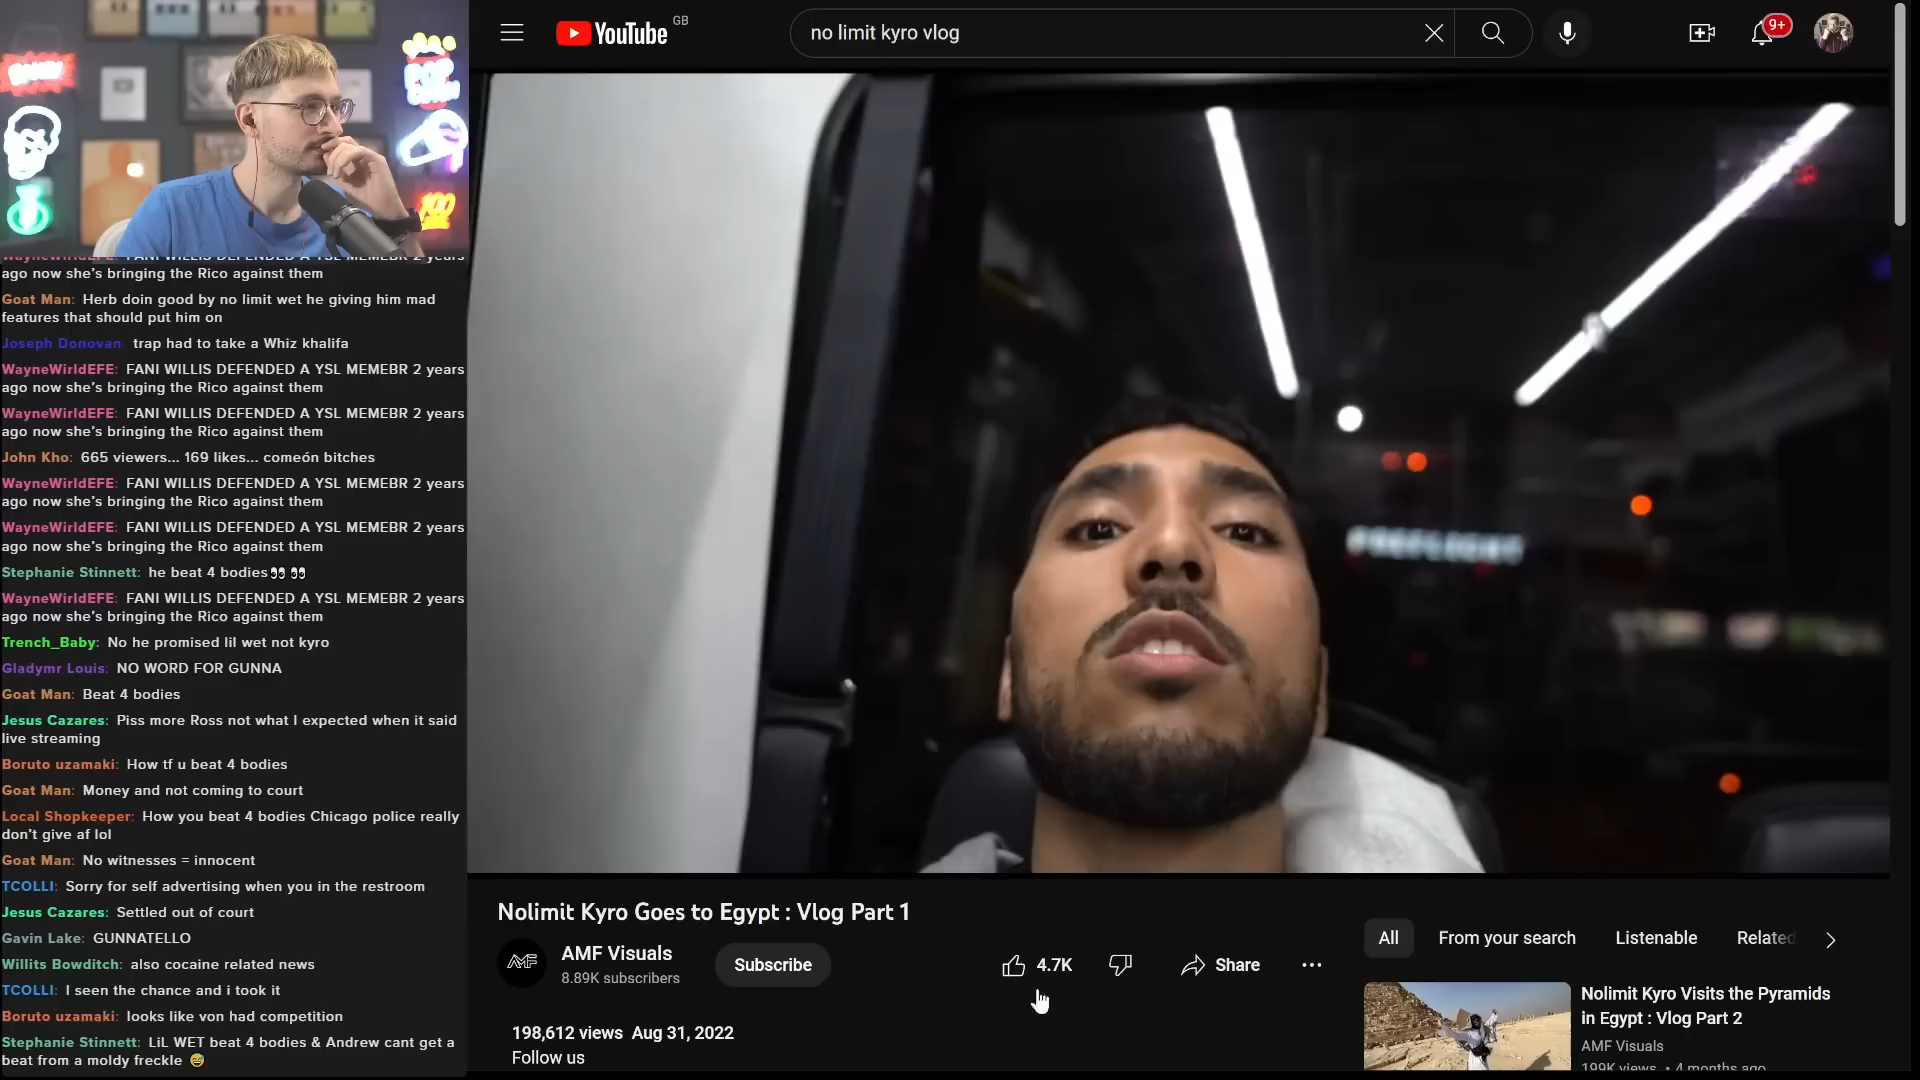 ago now she's bringing the Rico against them
Goat Man: Herb doin good by no limit wet he giving him mad
features that should put him on
Joseph Donovan: trap had to take a Whiz khalifa
WayneWirldEFE: FANI WILLIS DEFENDED A YSL MEMEBR 2 years
ago now she's bringing the Rico against them
WayneWirldEFE: FANI WILLIS DEFENDED A YSL MEMEBR 2 years
ago now she's bringing the Rico against them
John Kho: 665 viewers... 169 likes... comeón bitches
WayneWirldEFE: FANI WILLIS DEFENDED A YSL MEMEBR 2 years
ago now she's bringing the Rico against them
WayneWirldEFE: FANI WILLIS DEFENDED A YSL MEMEBR 2 years
ago now she's bringing the Rico against them
Stephanie Stinnett: he beat 4 bodies👀 👀
WayneWirldEFE: FANI WILLIS DEFENDED A YSL MEMEBR 2 years
ago now she's bringing the Rico against them
Trench_Baby: No he promised lil wet not kyro
Gladymr Louis: NO WORD FOR GUNNA
Goat Man: Beat 4 bodies
Jesus Cazares: Piss more Ross not what I expected when it said
live streaming
Boruto uzamaki: How tf u beat 4 bodies
Goat Man: Money and not coming to court
Local Shopkeeper: How you beat 4 bodies Chicago police really
don't give af lol
Goat Man: No witnesses = innocent
TCOLLI: Sorry for self advertising when you in the restroom
Jesus Cazares: Settled out of court
Gavin Lake: GUNNATELLO
Willits Bowditch: also cocaine related news
TCOLLI: I seen the chance and i took it
Boruto uzamaki: looks like von had competition
Stephanie Stinnett: LiL WET beat 4 bodies & Andrew cant get a
beat from a moldy freckle 😅
YouTube GB
no limit kyro vlog
9+
Nolimit Kyro Goes to Egypt : Vlog Part 1
AMF
AMF Visuals
8.89K subscribers
Subscribe
4.7K
Share
198,612 views Aug 31, 2022
Follow us
All
From your search
Listenable
Related
Nolimit Kyro Visits the Pyramids
in Egypt : Vlog Part 2
AMF Visuals
199K views • 4 months ago
100